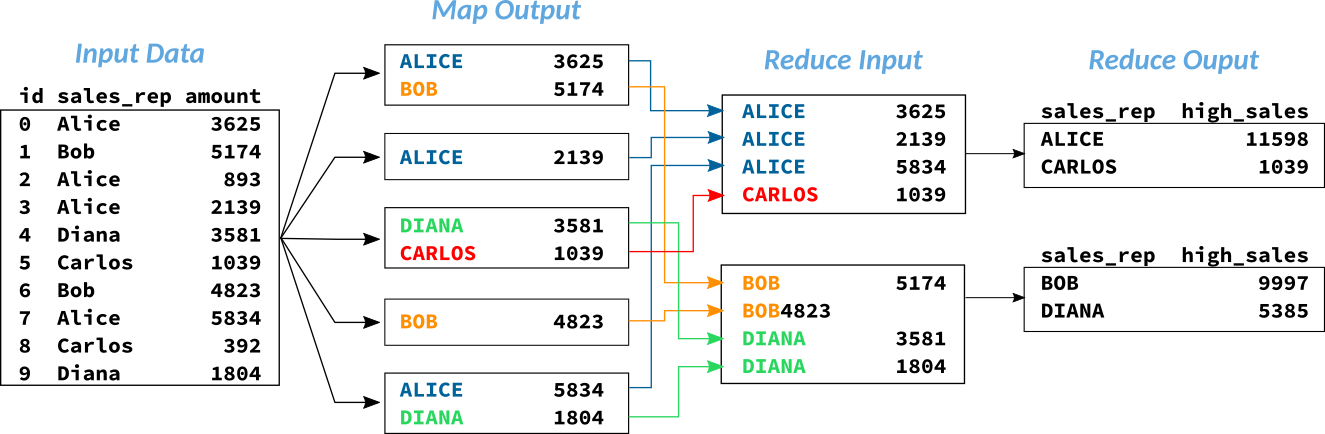 Input Data
id sales_rep amount
0 Alice 3625
1 Bob 5174
2 Alice 893
3 Alice 2139
4 Diana 3581
5 Carlos 1039
6 Bob 4823
7 Alice 5834
8 Carlos 392
9 Diana 1804
Map Output
ALICE 3625
BOB 5174
ALICE 2139
DIANA 3581
CARLOS 1039
BOB 4823
ALICE 5834
DIANA 1804
Reduce Input
ALICE 3625
ALICE 2139
ALICE 5834
CARLOS 1039
BOB 5174
BOB4823
DIANA 3581
DIANA 1804
Reduce Ouput
sales_rep high_sales
ALICE 11598
CARLOS 1039
sales_rep high_sales
BOB 9997
DIANA 5385